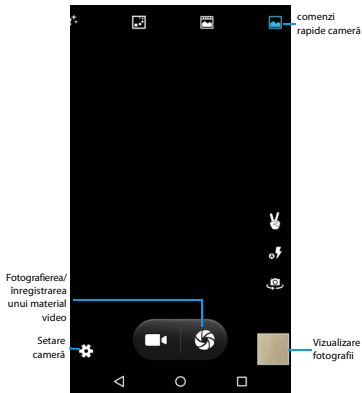 comenzi
rapide cameră
Fotografierea/
înregistrarea
unui material
video
Setare
cameră
Vizualizare
fotografii